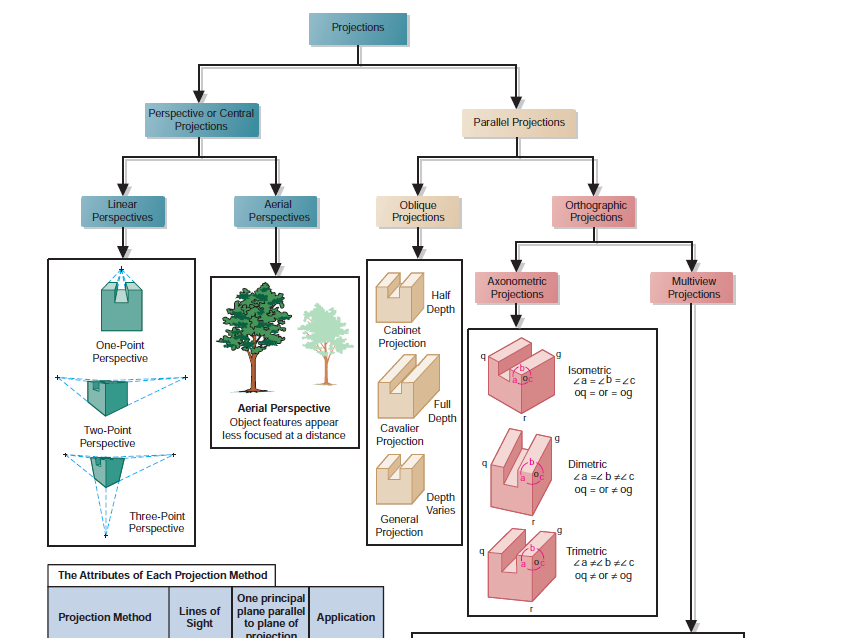 Projections
Perspective or Central
Projections
Parallel Projections
Linear
Perspectives
Aerial
Perspectives
Oblique
Projections
Orthographic
Projections
Axonometric
Projections
Multiview
Projections
One-Point
Perspective
Two-Point
Perspective
Three-Point
Perspective
Aerial Perspective
Object features appear
less focused at a distance
Half
Depth
Cabinet
Projection
Full
Depth
Cavalier
Projection
Depth
Varies
General
Projection
q
g
b
a
o
c
r
Isometric
∠a = ∠b = ∠c
oq = or = og
q
g
b
a
o
c
r
Dimetric
∠a = ∠b ≠ ∠c
oq = or ≠ og
q
g
b
a
o
c
r
Trimetric
∠a ≠ ∠b ≠ ∠c
oq ≠ or ≠ og
The Attributes of Each Projection Method
Projection Method
Lines of
Sight
One principal
plane parallel
to plane of
projection
Application